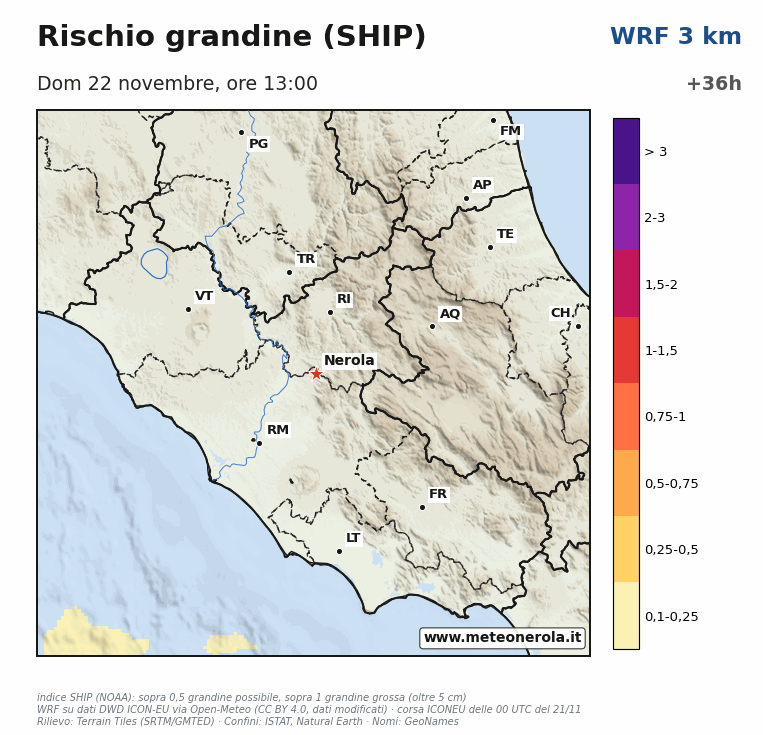 Rischio grandine (SHIP)
WRF 3 km
Dom 22 novembre, ore 13:00
+36h
FM
PG
> 3
AP
2-3
TE
TR
1,5-2
VT
RI
AQ
CH
1-1,5
Nerola
0,75-1
RM
0,5-0,75
FR
LT
0,25-0,5
0,1-0,25
www.meteonerola.it
indice SHIP (NOAA): sopra 0,5 grandine possibile, sopra 1 grandine grossa (oltre 5 cm)
WRF su dati DWD ICON-EU via Open-Meteo (CC BY 4.0, dati modificati) · corsa ICONEU delle 00 UTC del 21/11
Rilievo: Terrain Tiles (SRTM/GMTED) · Confini: ISTAT, Natural Earth · Nomi: GeoNames